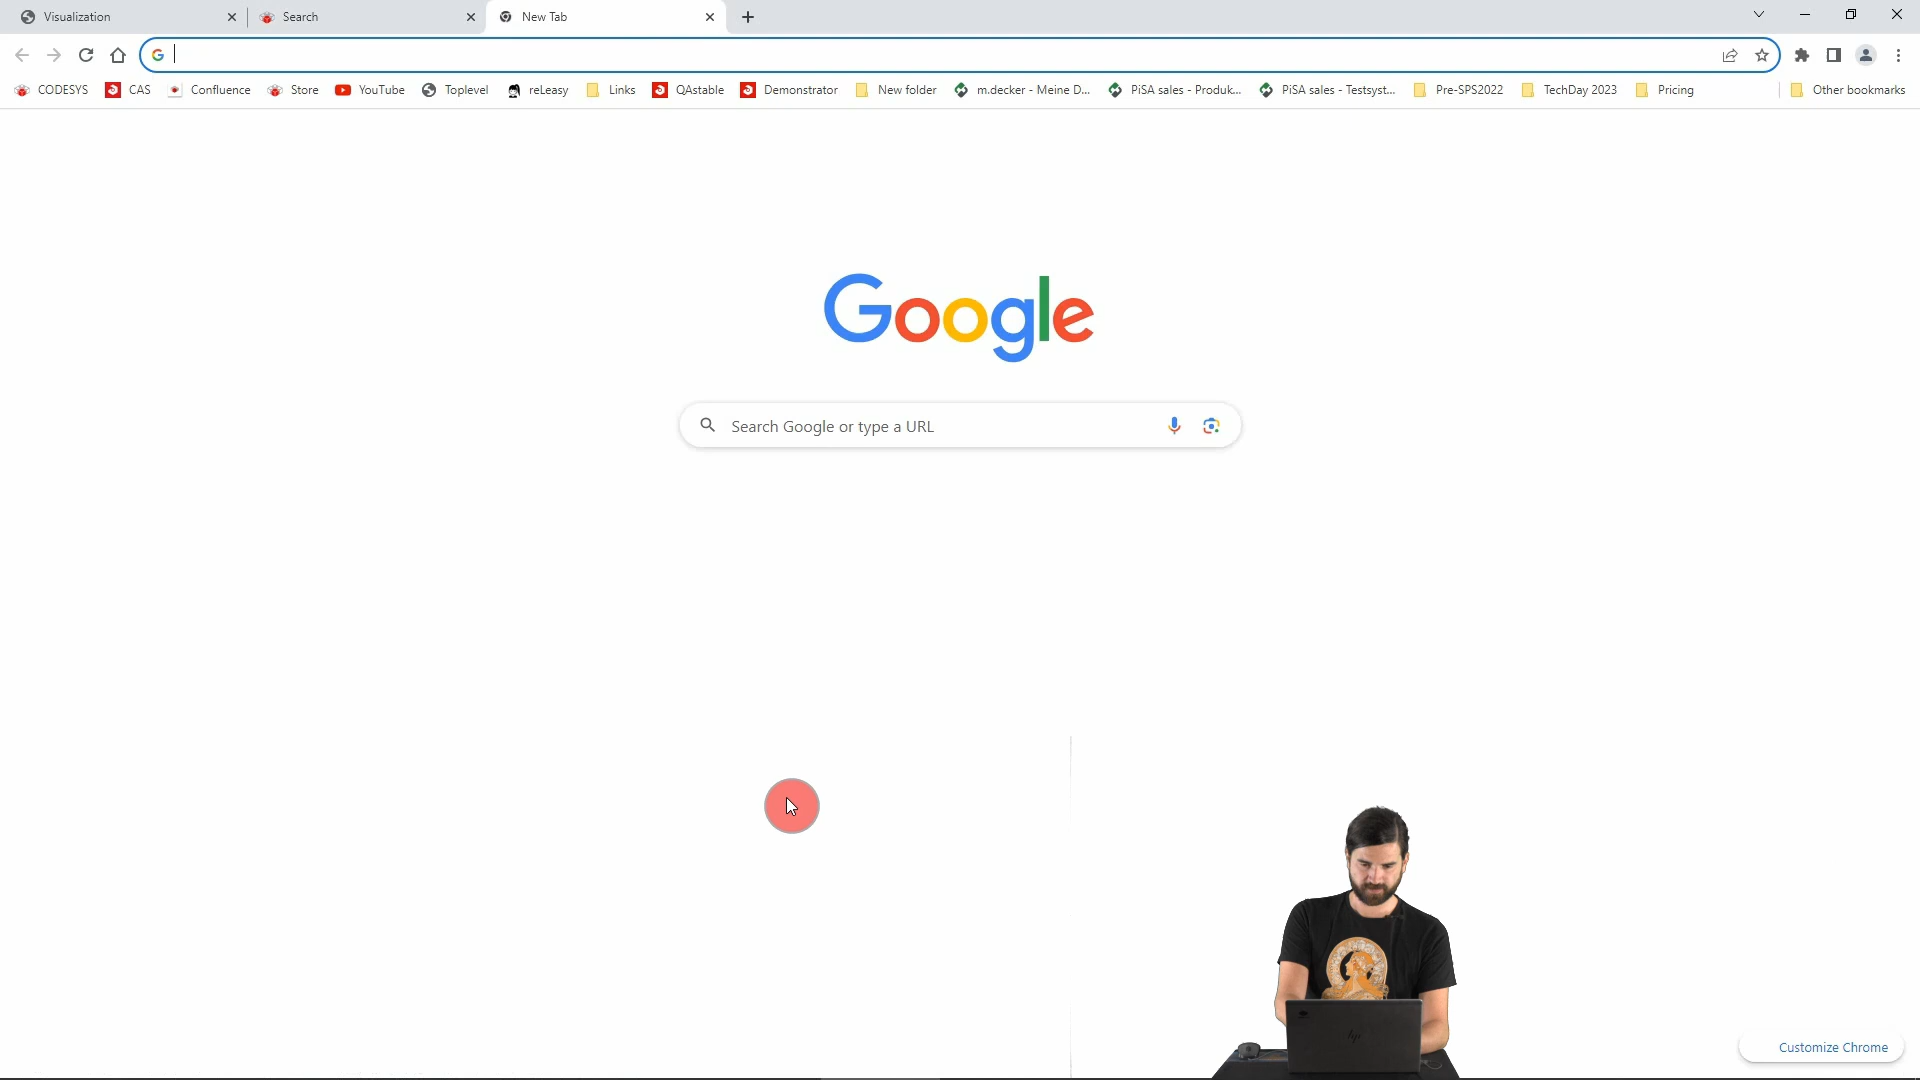 Visualization
Search
New Tab
CODESYS
CAS
Confluence
Store
YouTube
Toplevel
reLeasy
Links
QAstable
Demonstrator
New folder
m.decker - Meine D...
PiSA sales - Produk...
PiSA sales - Testsyst...
Pre-SPS2022
TechDay 2023
Pricing
Other bookmarks
Google
Search Google or type a URL
hp
Customize Chrome